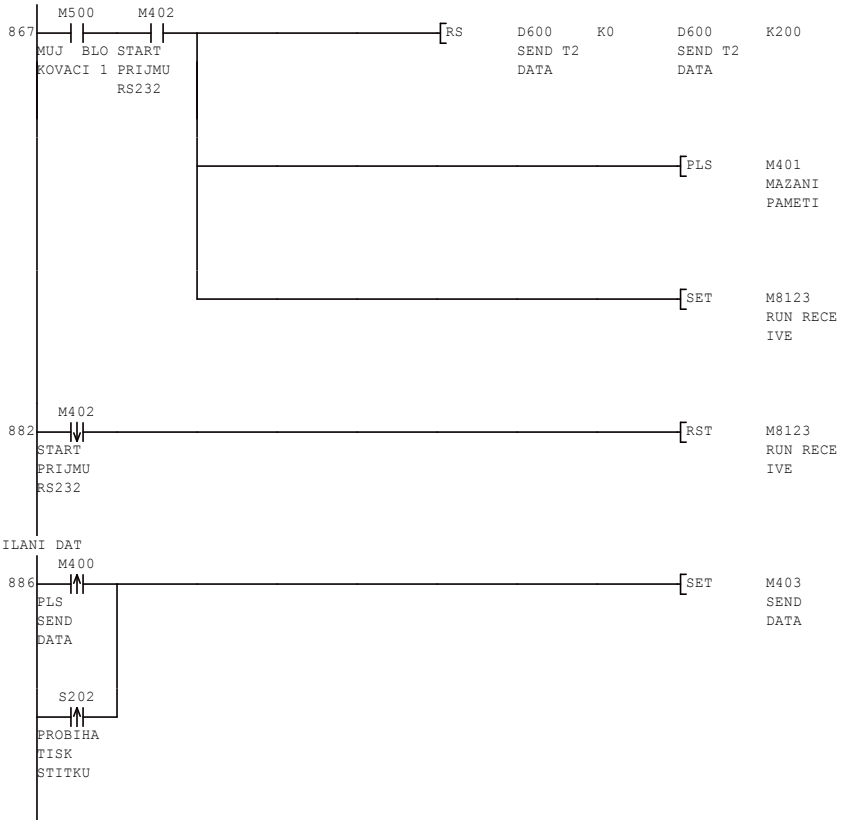 M500 M402
867 RS D600 K0 D600 K200
MUJ BLO START SEND T2 SEND T2
KOVACI 1 PRIJMU DATA DATA
RS232
PLS M401
MAZANI
PAMETI
SET M8123
RUN RECE
IVE
M402
882 RST M8123
START RUN RECE
PRIJMU IVE
RS232
ILANI DAT
M400
886 SET M403
PLS SEND
SEND DATA
DATA
S202
PROBIHA
TISK
STITKU